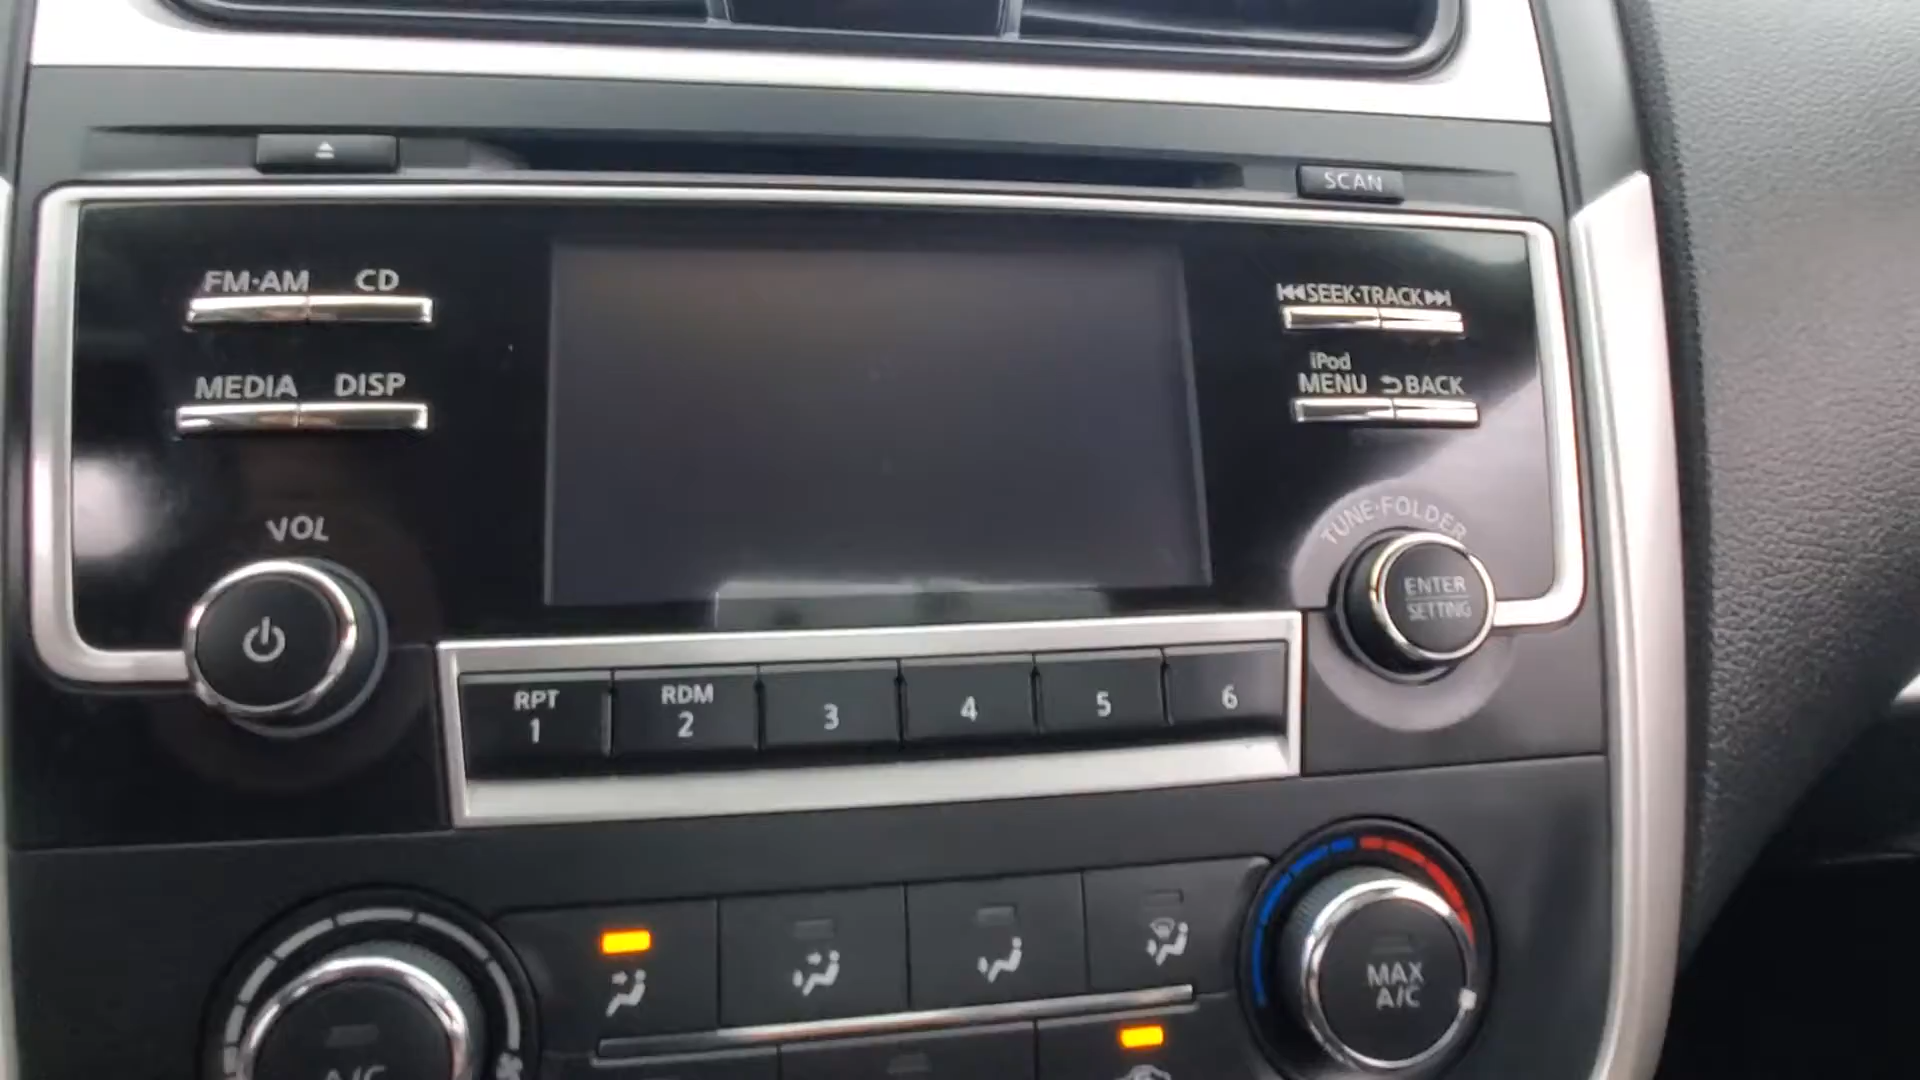 SCAN
FM·AM CD
SEEK·TRACK
MEDIA DISP
iPod
MENU BACK
VOL
TUNE·FOLDER
ENTER
SETTING
RPT
1
RDM
2
3
4
5
6
MAX
A/C
A/C